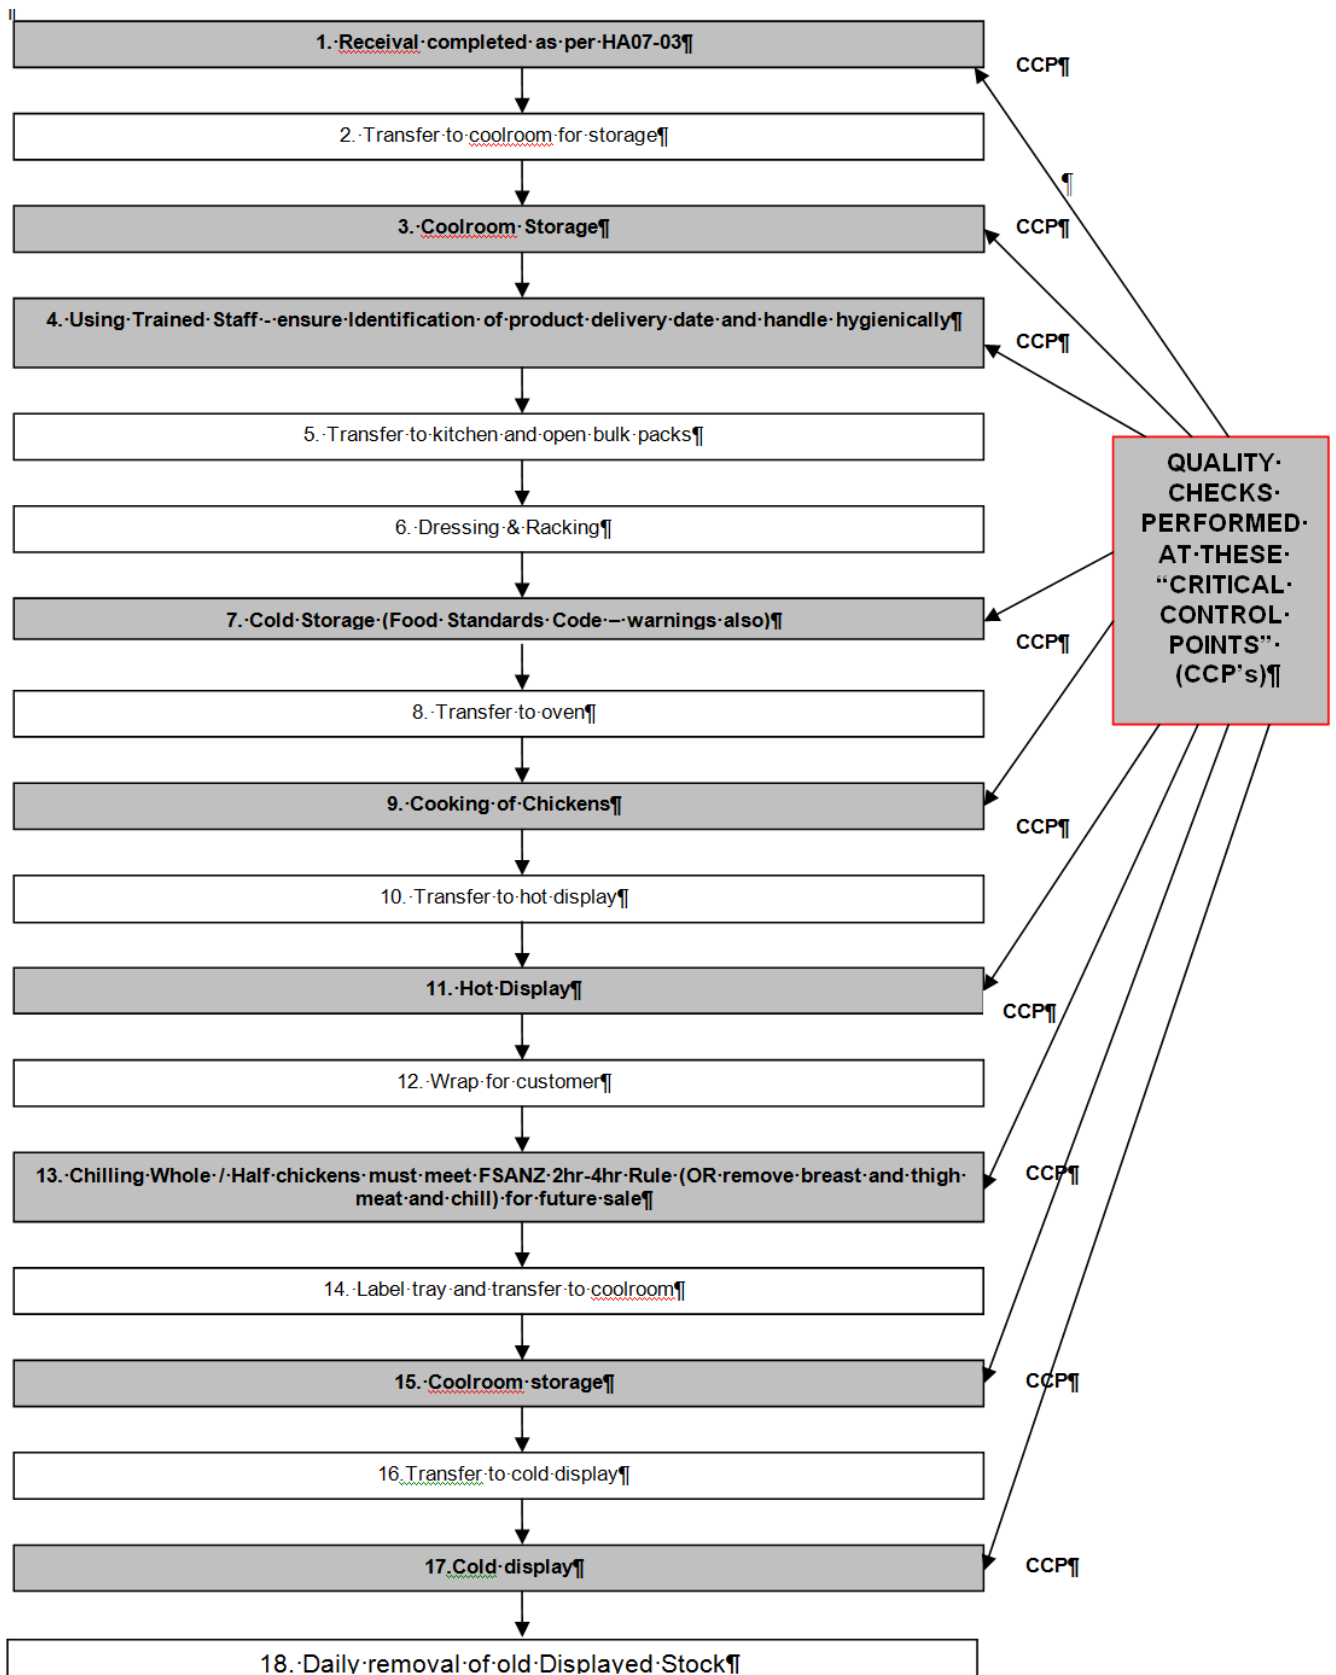 1. Receival completed as per HA07-03¶
CCP¶
2. Transfer to coolroom for storage¶
¶
3. Coolroom Storage¶
CCP¶
4. Using Trained Staff - ensure Identification of product delivery date and handle hygienically¶
CCP¶
5. Transfer to kitchen and open bulk packs¶
QUALITY
CHECKS
PERFORMED
AT THESE
“CRITICAL
CONTROL
POINTS”
(CCP’s)¶
6. Dressing & Racking¶
7. Cold Storage (Food Standards Code – warnings also)¶
CCP¶
8. Transfer to oven¶
9. Cooking of Chickens¶
CCP¶
10. Transfer to hot display¶
11. Hot Display¶
CCP¶
12. Wrap for customer¶
13. Chilling Whole / Half chickens must meet FSANZ 2hr-4hr Rule (OR remove breast and thigh
meat and chill) for future sale¶
CCP¶
14. Label tray and transfer to coolroom¶
15. Coolroom storage¶
CCP¶
16.Transfer to cold display¶
17.Cold display¶
CCP¶
18. Daily removal of old Displayed Stock¶